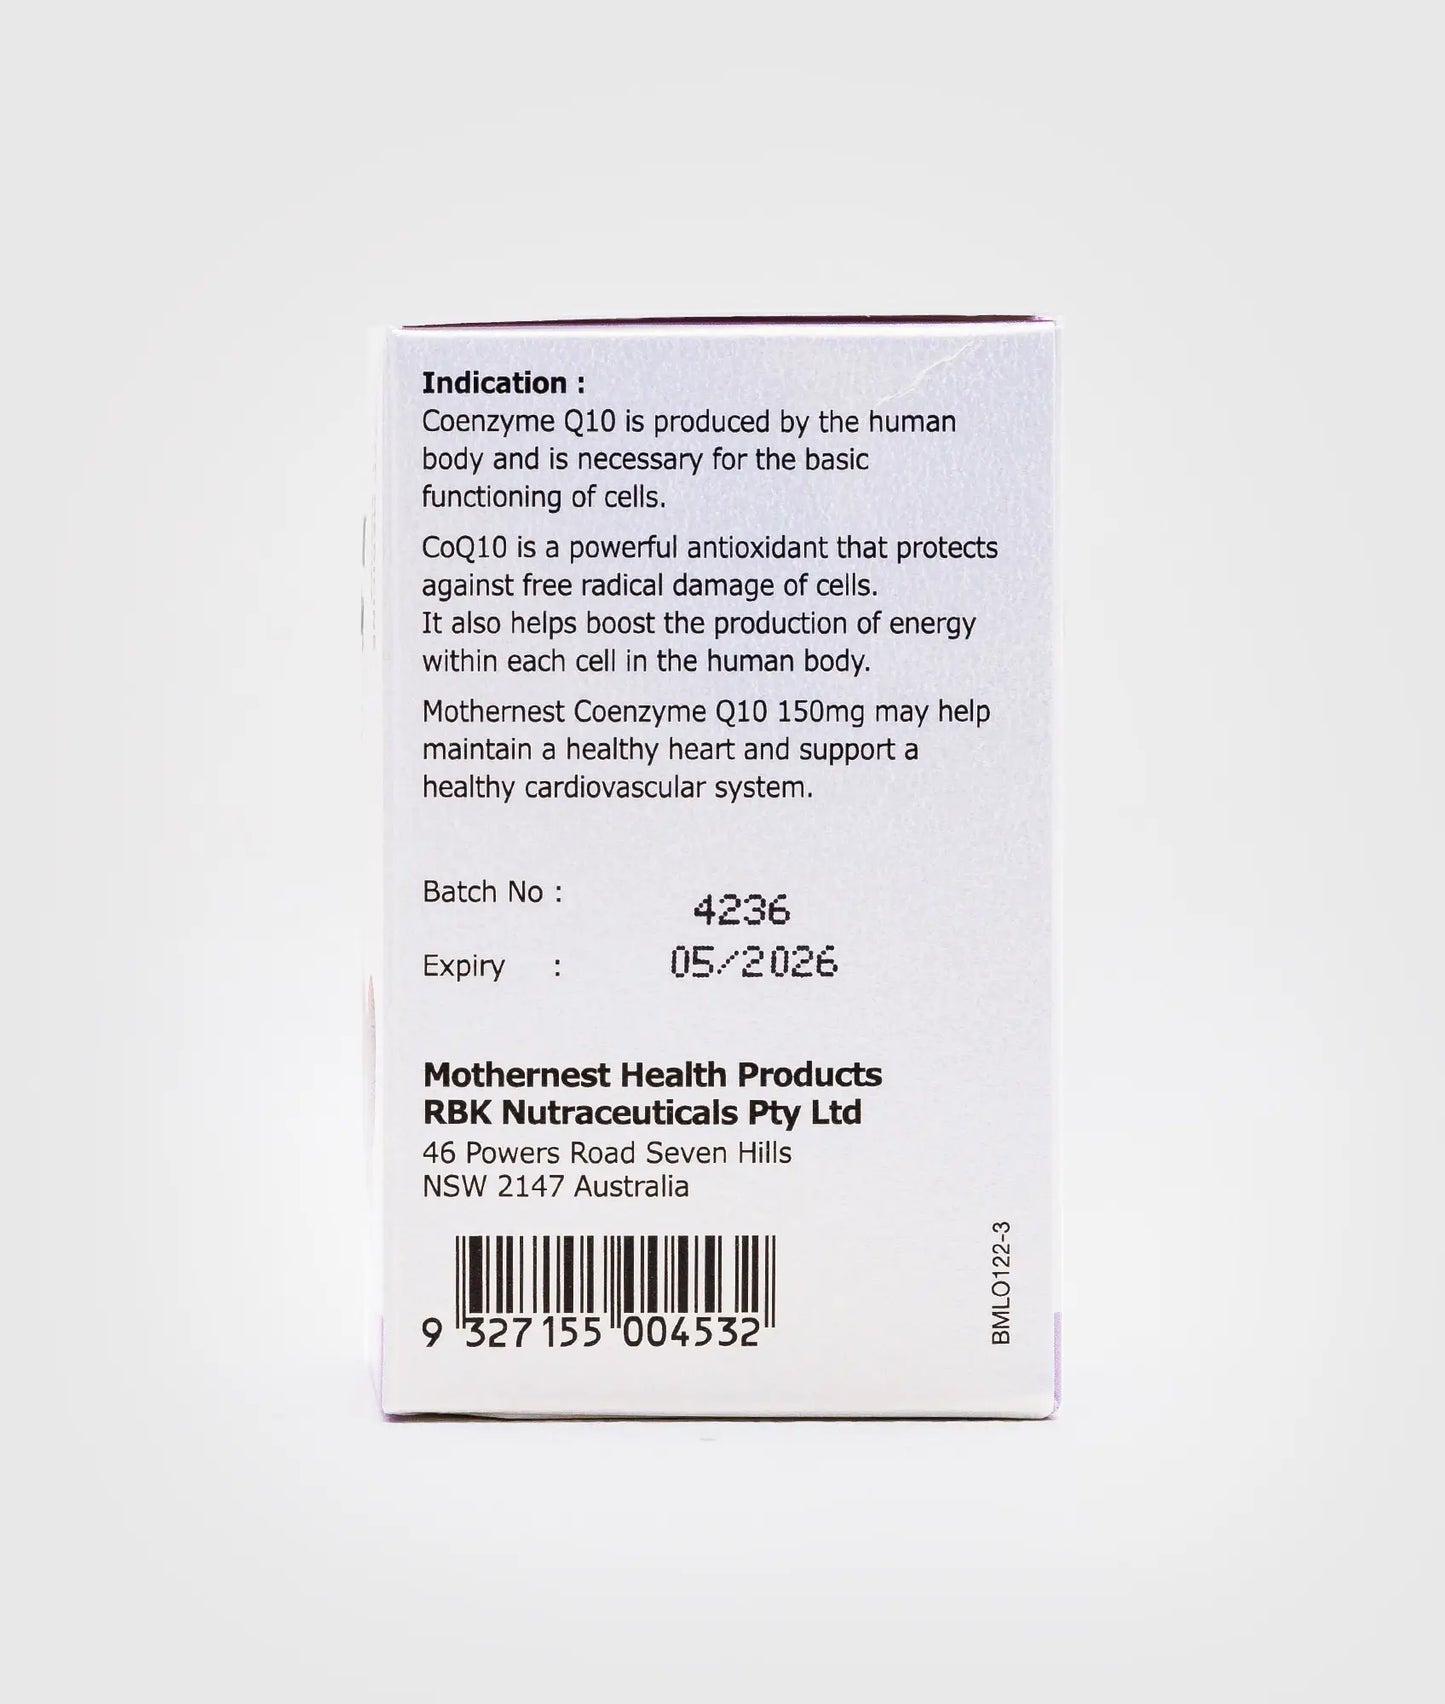 Indication :
Coenzyme Q10 is produced by the human
body and is necessary for the basic
functioning of cells.
CoQ10 is a powerful antioxidant that protects
against free radical damage of cells.
It also helps boost the production of energy
within each cell in the human body.
Mothernest Coenzyme Q10 150mg may help
maintain a healthy heart and support a
healthy cardiovascular system.
Batch No : 4236
Expiry : 05/2026
Mothernest Health Products
RBK Nutraceuticals Pty Ltd
46 Powers Road Seven Hills
NSW 2147 Australia
9 327155 004532
BMLO122-3